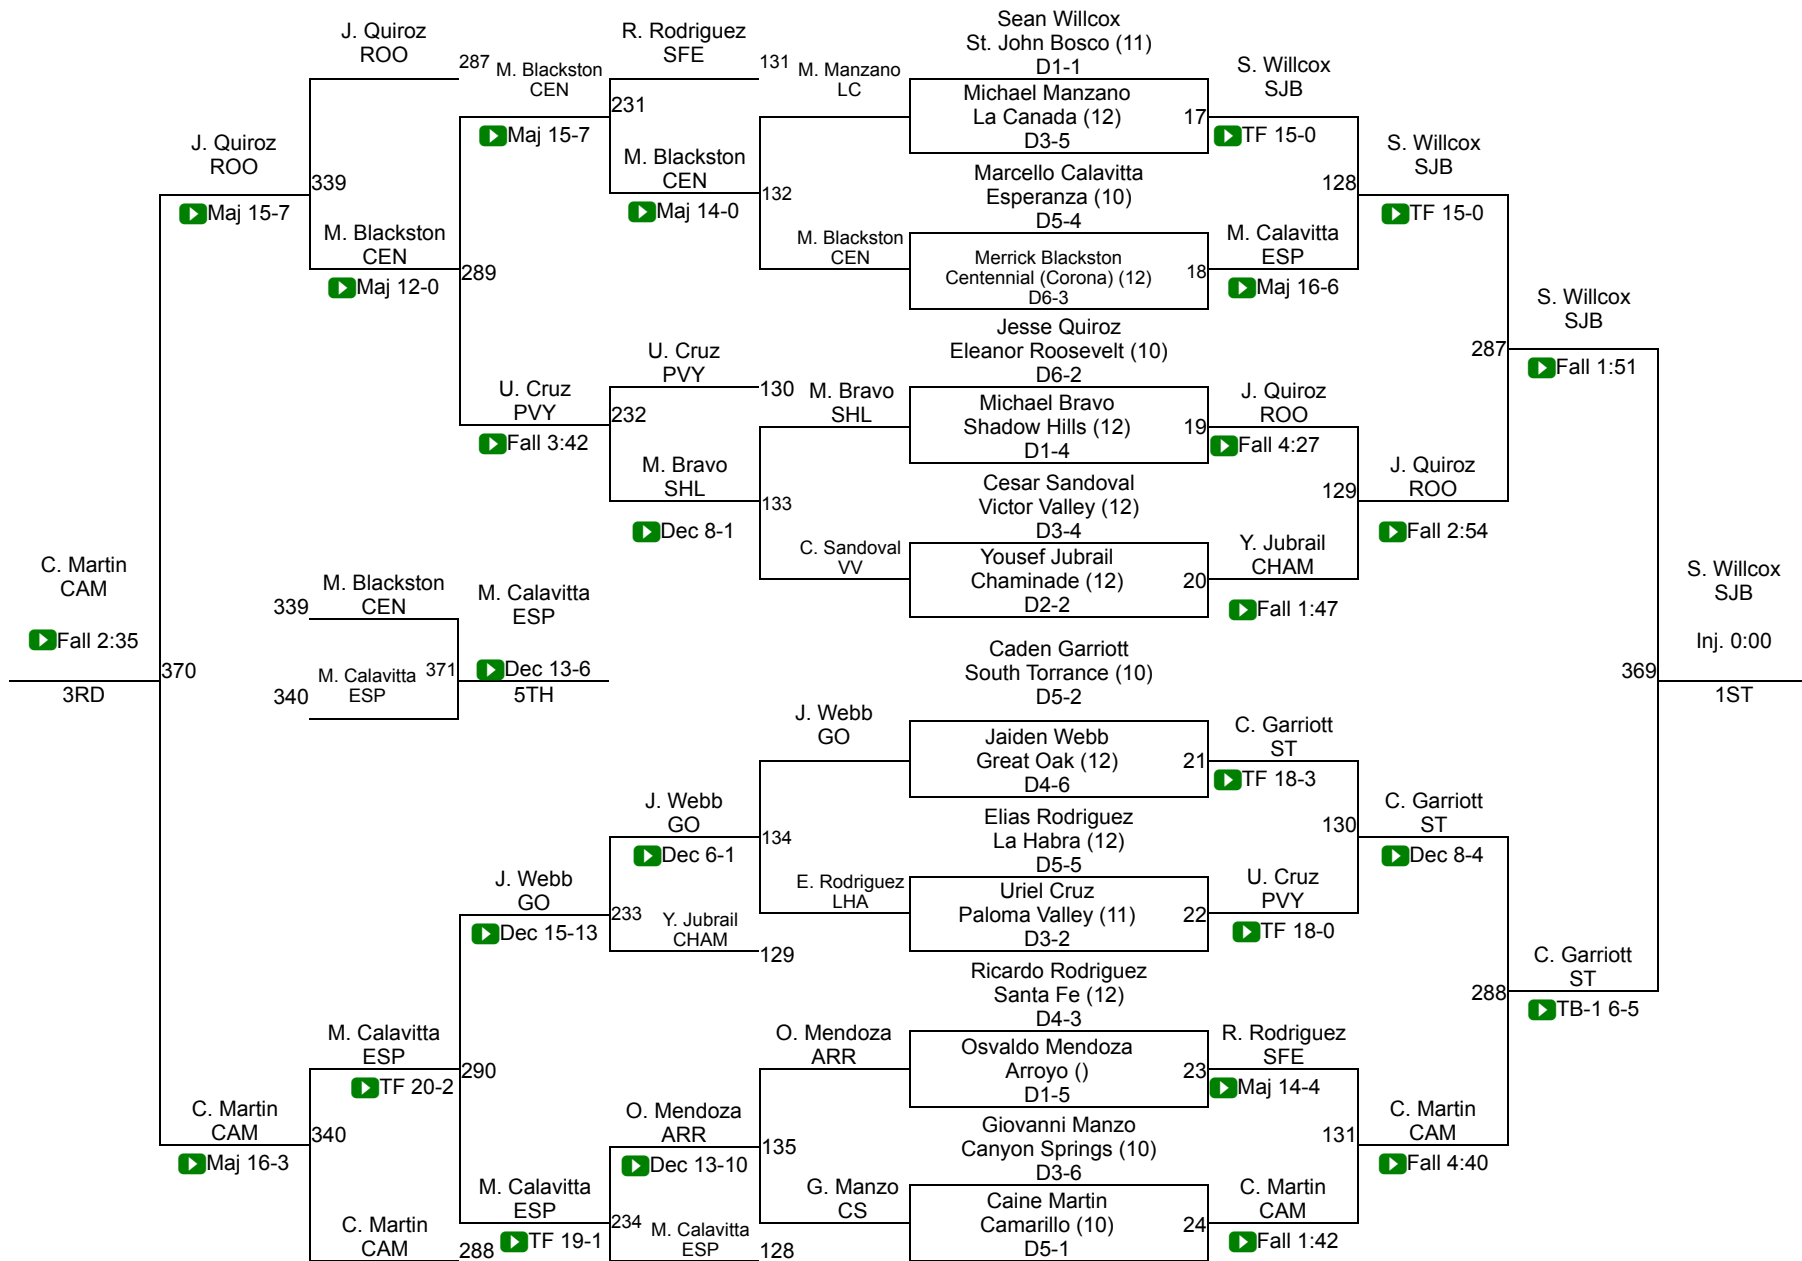 J. Quiroz
ROO
287
M. Blackston
CEN
R. Rodriguez
SFE
131
M. Manzano
LC
Sean Willcox
St. John Bosco (11)
D1-1
S. Willcox
SJB
231
Michael Manzano
La Canada (12)
D3-5
17
Maj 15-7
TF 15-0
J. Quiroz
ROO
339
Maj 15-7
M. Blackston
CEN
Maj 14-0
132
Marcello Calavitta
Esperanza (10)
D5-4
128
S. Willcox
SJB
TF 15-0
M. Blackston
CEN
289
Maj 12-0
M. Blackston
CEN
Merrick Blackston
Centennial (Corona) (12)
D6-3
18
M. Calavitta
ESP
Maj 16-6
S. Willcox
SJB
287
Fall 1:51
Jesse Quiroz
Eleanor Roosevelt (10)
D6-2
U. Cruz
PVY
130
U. Cruz
PVY
232
Fall 3:42
M. Bravo
SHL
Michael Bravo
Shadow Hills (12)
D1-4
19
J. Quiroz
ROO
Fall 4:27
M. Bravo
SHL
133
Dec 8-1
Cesar Sandoval
Victor Valley (12)
D3-4
129
J. Quiroz
ROO
Fall 2:54
C. Sandoval
VV
Yousef Jubrail
Chaminade (12)
D2-2
20
Y. Jubrail
CHAM
Fall 1:47
C. Martin
CAM
Fall 2:35
3RD
370
339
M. Blackston
CEN
340
M. Calavitta
ESP
371
M. Calavitta
ESP
Dec 13-6
5TH
S. Willcox
SJB
Inj. 0:00
369
1ST
Caden Garriott
South Torrance (10)
D5-2
J. Webb
GO
Jaiden Webb
Great Oak (12)
D4-6
21
C. Garriott
ST
TF 18-3
J. Webb
GO
Dec 6-1
134
Elias Rodriguez
La Habra (12)
D5-5
130
C. Garriott
ST
Dec 8-4
J. Webb
GO
Dec 15-13
233
Y. Jubrail
CHAM
129
E. Rodriguez
LHA
Uriel Cruz
Paloma Valley (11)
D3-2
22
U. Cruz
PVY
TF 18-0
C. Garriott
ST
288
TB-1 6-5
Ricardo Rodriguez
Santa Fe (12)
D4-3
M. Calavitta
ESP
TF 20-2
290
O. Mendoza
ARR
Osvaldo Mendoza
Arroyo ()
D1-5
23
R. Rodriguez
SFE
Maj 14-4
C. Martin
CAM
Maj 16-3
340
O. Mendoza
ARR
Dec 13-10
135
Giovanni Manzo
Canyon Springs (10)
D3-6
131
C. Martin
CAM
Fall 4:40
M. Calavitta
ESP
TF 19-1
234
M. Calavitta
ESP
128
G. Manzo
CS
Caine Martin
Camarillo (10)
D5-1
24
C. Martin
CAM
Fall 1:42
C. Martin
CAM
288